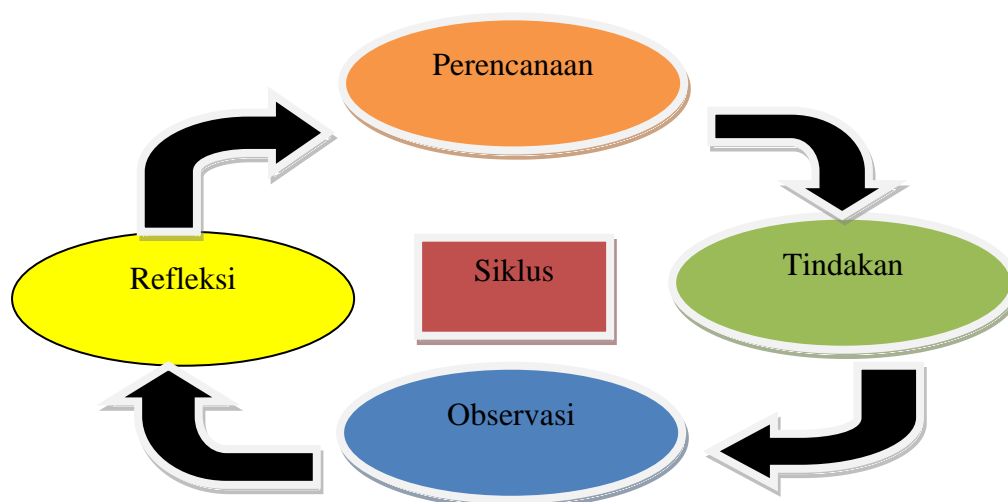 Perencanaan
Refleksi
Siklus
Tindakan
Observasi